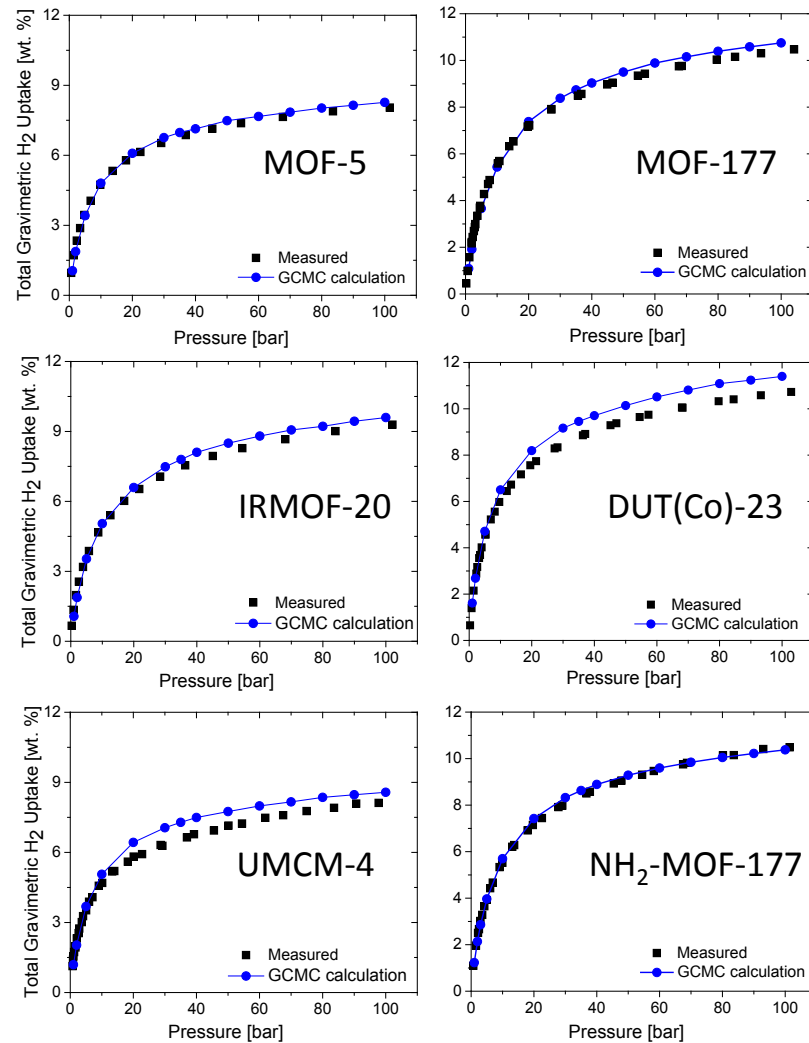 Total Gravimetric H₂ Uptake [wt. %]
12
9
6
3
0
MOF-5
Measured
GCMC calculation
0 20 40 60 80 100
Pressure [bar]
12
10
8
6
4
2
0
MOF-177
Measured
GCMC calculation
0 20 40 60 80 100
Pressure [bar]
Total Gravimetric H₂ Uptake [wt. %]
12
9
6
3
0
IRMOF-20
Measured
GCMC calculation
0 20 40 60 80 100
Pressure [bar]
12
10
8
6
4
2
0
DUT(Co)-23
Measured
GCMC calculation
0 20 40 60 80 100
Pressure [bar]
Total Gravimetric H₂ Uptake [wt. %]
12
9
6
3
0
UMCM-4
Measured
GCMC calculation
0 20 40 60 80 100
Pressure [bar]
12
10
8
6
4
2
0
NH₂-MOF-177
Measured
GCMC calculation
0 20 40 60 80 100
Pressure [bar]